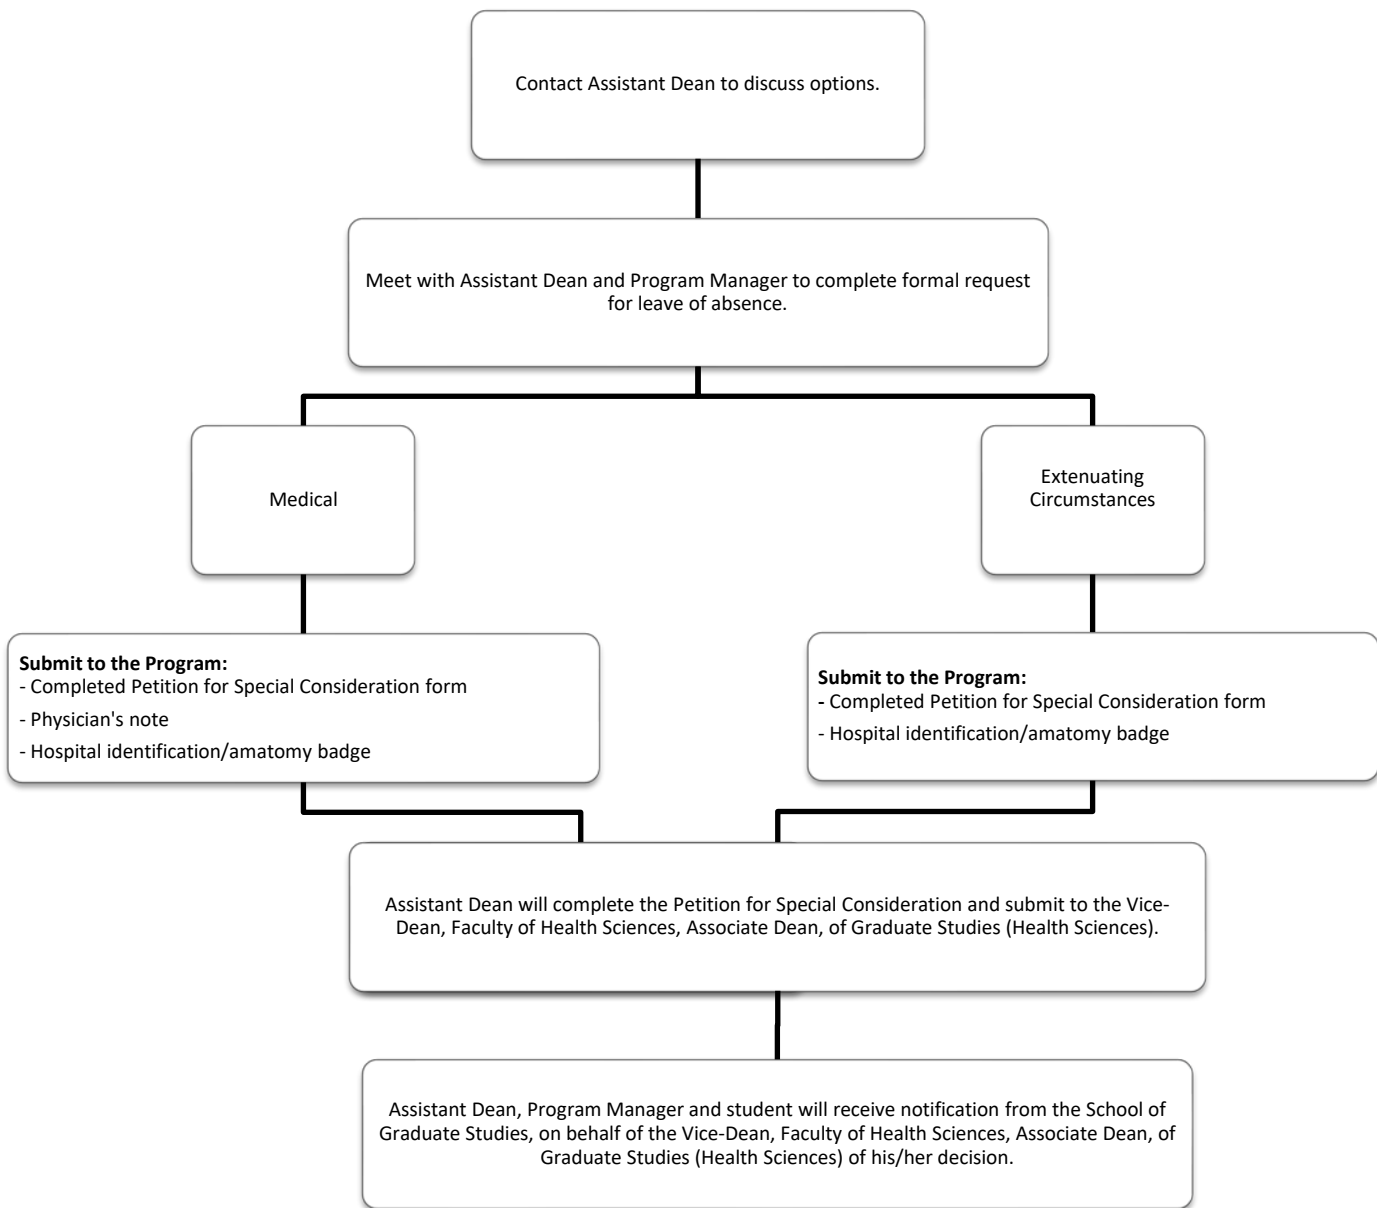 Contact Assistant Dean to discuss options.
Meet with Assistant Dean and Program Manager to complete formal request
for leave of absence.
Medical
Extenuating
Circumstances
Submit to the Program:
- Completed Petition for Special Consideration form
- Physician's note
- Hospital identification/amatomy badge
Submit to the Program:
- Completed Petition for Special Consideration form
- Hospital identification/amatomy badge
Assistant Dean will complete the Petition for Special Consideration and submit to the Vice-
Dean, Faculty of Health Sciences, Associate Dean, of Graduate Studies (Health Sciences).
Assistant Dean, Program Manager and student will receive notification from the School of
Graduate Studies, on behalf of the Vice-Dean, Faculty of Health Sciences, Associate Dean, of
Graduate Studies (Health Sciences) of his/her decision.